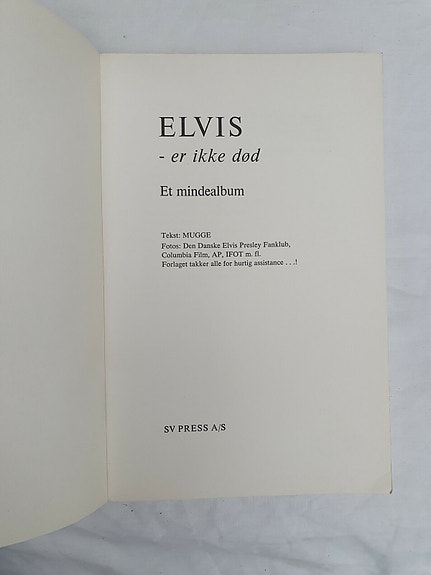 ELVIS
- er ikke død
Et mindealbum
Tekst: MUGGE
Fotos: Den Danske Elvis Presley Fanklub,
Columbia Film, AP, IFOT m. fl.
Forlaget takker alle for hurtig assistance . . .!
SV PRESS A/S